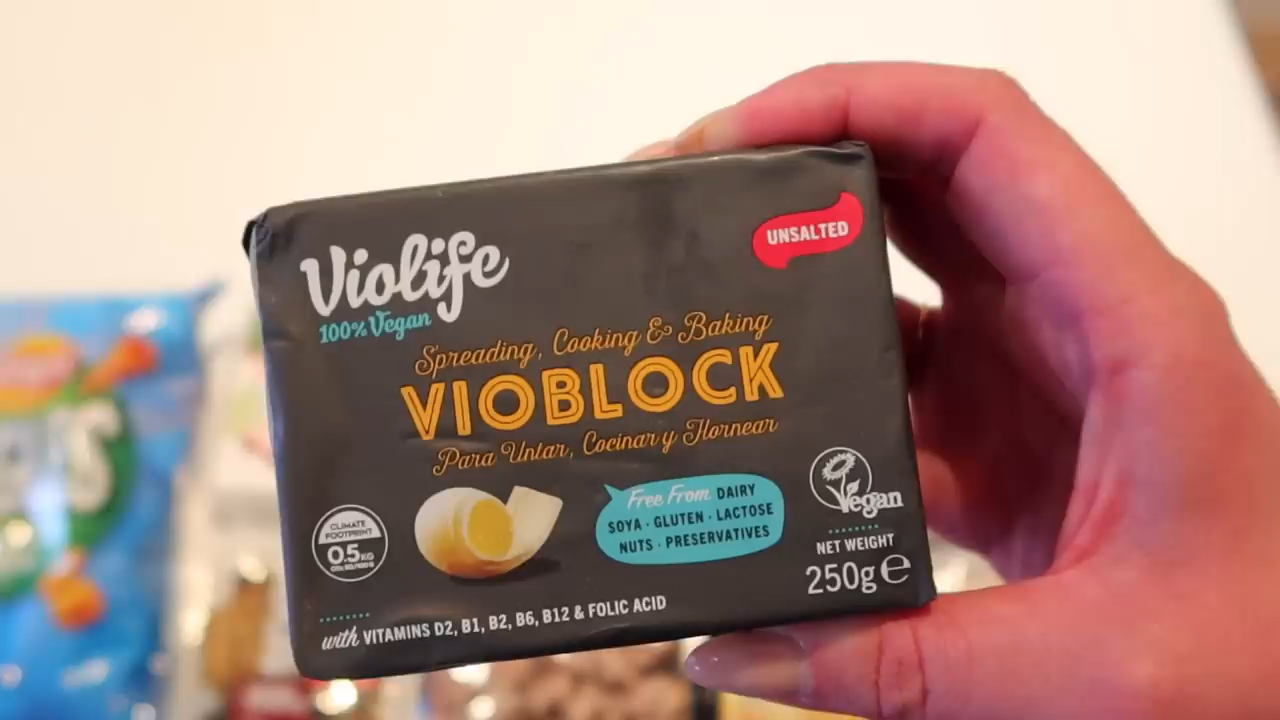 Violife
100% Vegan
UNSALTED
Spreading, Cooking & Baking
VIOBLOCK
Para Untar, Cocinar y Hornear
Free From DAIRY
SOYA · GLUTEN · LACTOSE
NUTS · PRESERVATIVES
Vegan
NET WEIGHT
250g e
CLIMATE
FOOTPRINT
0.5KG
with VITAMINS D2, B1, B2, B6, B12 & FOLIC ACID